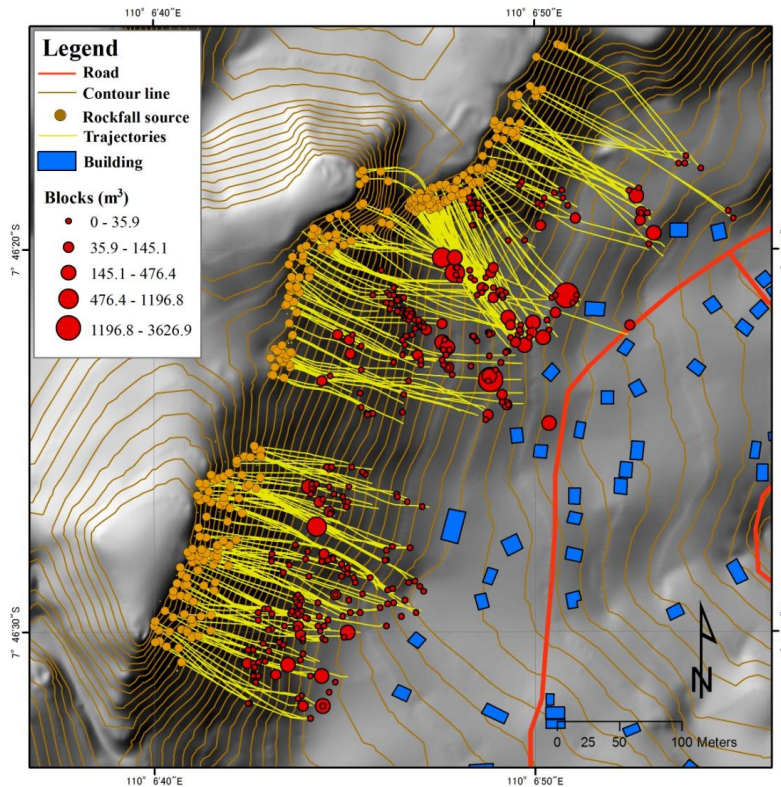 110° 6'40"E
110° 6'50"E
Legend
Road
Contour line
Rockfall source
Trajectories
Building
Blocks (m³)
0 - 35.9
35.9 - 145.1
145.1 - 476.4
476.4 - 1196.8
1196.8 - 3626.9
7° 46'20"S
7° 46'30"S
N
0 25 50 100 Meters
110° 6'40"E
110° 6'50"E